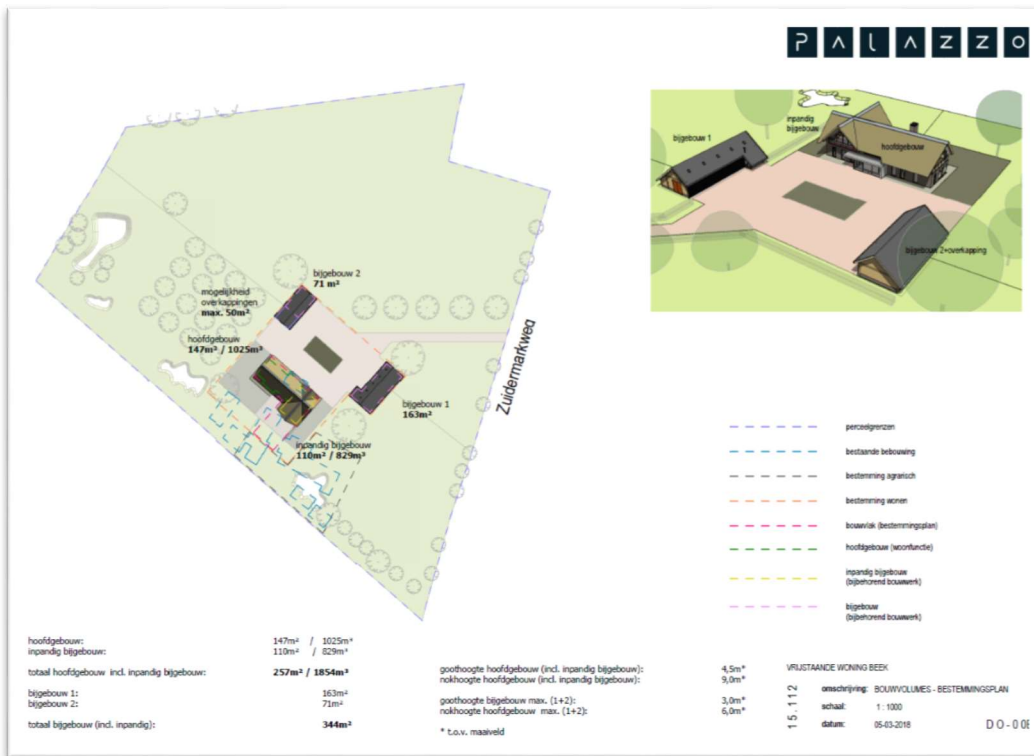 PALAZZO
bijgebouw 1
inpandig
bijgebouw
hoofdgebouw
bijgebouw 2+overkapping
bijgebouw 2
71 m²
mogelijkheid
overkappingen
max. 50m²
hoofdgebouw
147m² / 1025m³
bijgebouw 1
163m²
inpandig bijgebouw
110m² / 829m³
Zuidermarkweg
perceelgrenzen
bestaande bebouwing
bestemming agrarisch
bestemming wonen
bouwvlak (bestemmingsplan)
hoofdgebouw (woonfunctie)
inpandig bijgebouw
(bijbehorend bouwwerk)
bijgebouw
(bijbehorend bouwwerk)
hoofdgebouw: 147m² / 1025m³
inpandig bijgebouw: 110m² / 829m³
totaal hoofdgebouw incl. inpandig bijgebouw: 257m² / 1854m³
bijgebouw 1: 163m²
bijgebouw 2: 71m²
totaal bijgebouw (incl. inpandig): 344m²
goothoogte hoofdgebouw (incl. inpandig bijgebouw): 4,5m*
nokhoogte hoofdgebouw (incl. inpandig bijgebouw): 9,0m*
goothoogte bijgebouw max. (1+2): 3,0m*
nokhoogte hoofdgebouw max. (1+2): 6,0m*
* t.o.v. maaiveld
VRIJSTAANDE WONING BEEK
15.112
omschrijving: BOUWVOLUMES - BESTEMMINGSPLAN
schaal: 1 : 1000
datum: 05-03-2018